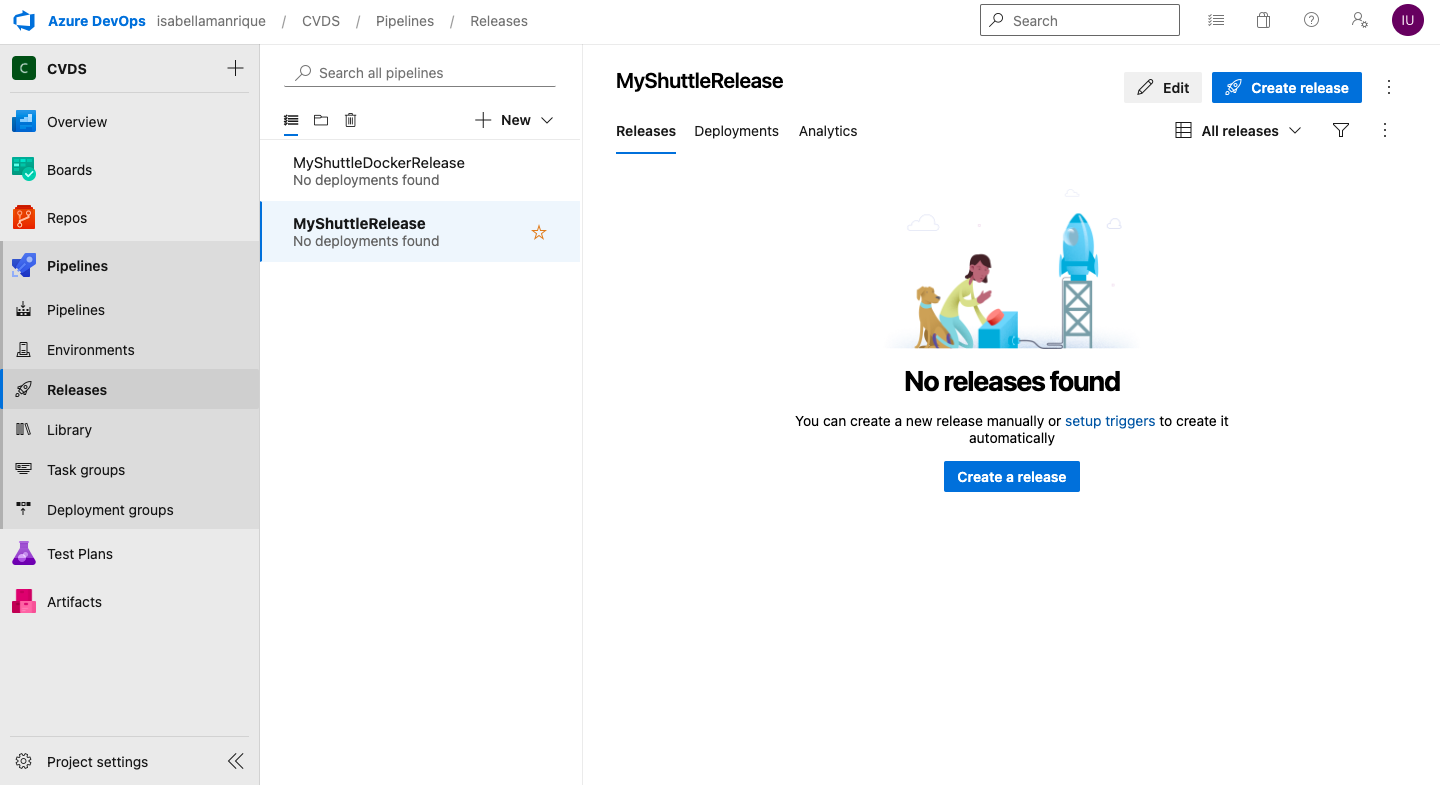 Azure DevOps isabellamanrique / CVDS / Pipelines / Releases
Search
IU
C CVDS
Overview
Boards
Repos
Pipelines
Pipelines
Environments
Releases
Library
Task groups
Deployment groups
Test Plans
Artifacts
Project settings
Search all pipelines
New
MyShuttleDockerRelease
No deployments found
MyShuttleRelease
No deployments found
MyShuttleRelease
Edit
Create release
Releases Deployments Analytics
All releases
No releases found
You can create a new release manually or setup triggers to create it
automatically
Create a release